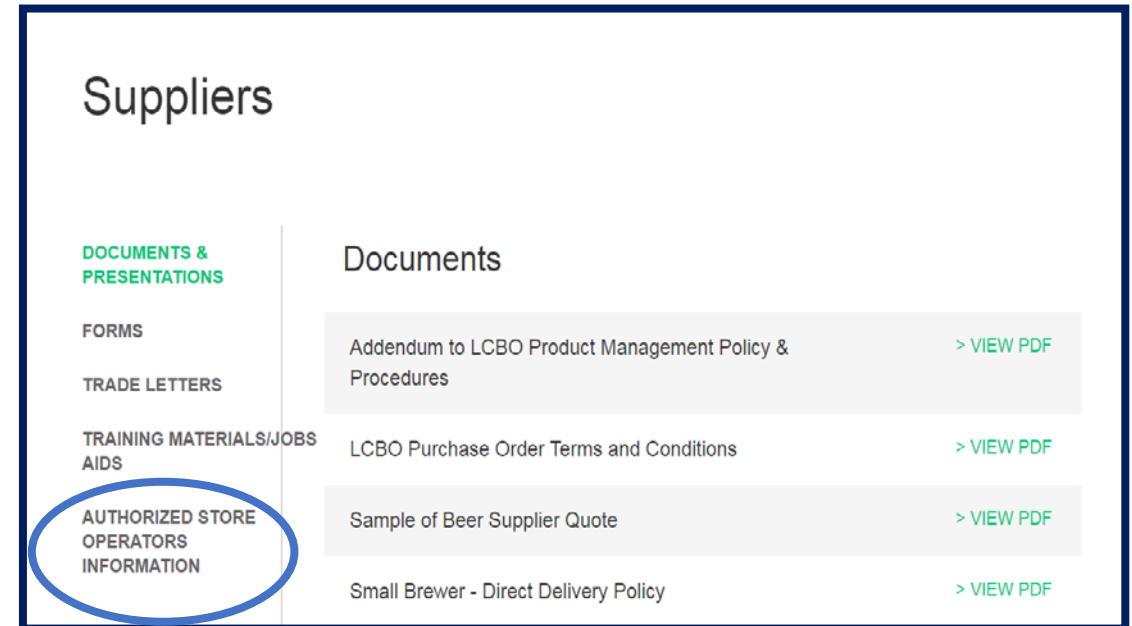 Suppliers
DOCUMENTS &
PRESENTATIONS
FORMS
TRADE LETTERS
TRAINING MATERIALS/JOBS
AIDS
AUTHORIZED STORE
OPERATORS
INFORMATION
Documents
Addendum to LCBO Product Management Policy &
Procedures
> VIEW PDF
LCBO Purchase Order Terms and Conditions
> VIEW PDF
Sample of Beer Supplier Quote
> VIEW PDF
Small Brewer - Direct Delivery Policy
> VIEW PDF